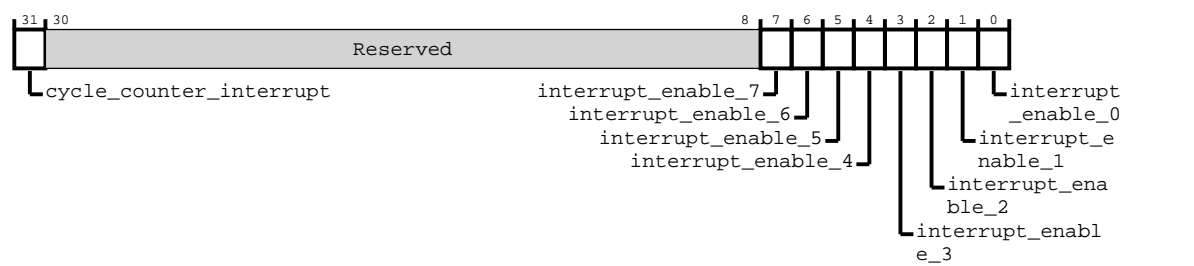 31 30 8 7 6 5 4 3 2 1 0
Reserved
cycle_counter_interrupt
interrupt_enable_7
interrupt_enable_6
interrupt_enable_5
interrupt_enable_4
interrupt
_enable_0
interrupt_e
nable_1
interrupt_ena
ble_2
interrupt_enabl
e_3